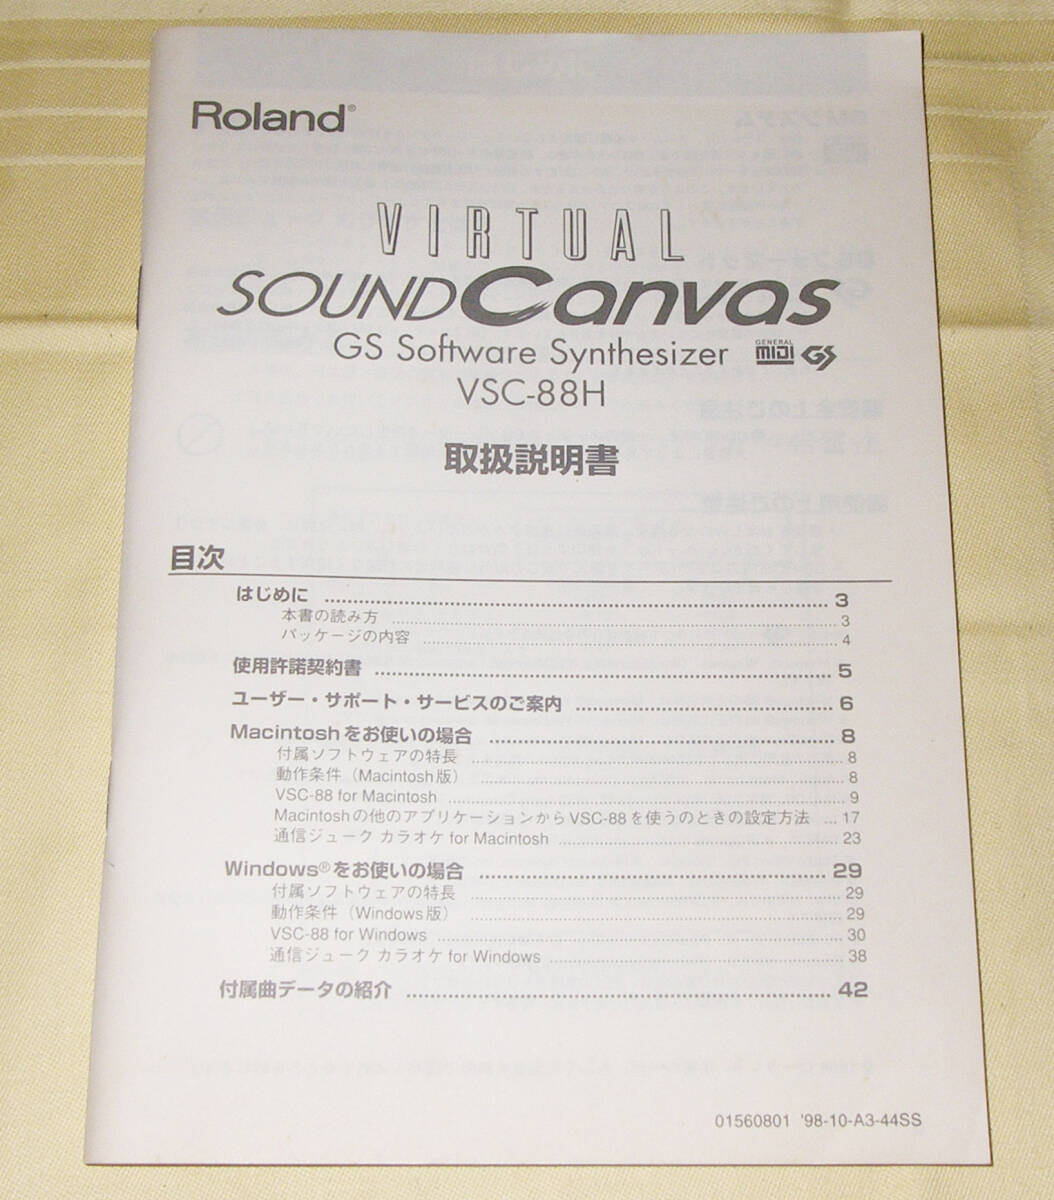 Roland®
VIRTUAL
SOUND Canvas
GS Software Synthesizer GENERAL MIDI GS
VSC-88H
取扱説明書
目次
はじめに ........ 3
本書の読み方 ........ 3
パッケージの内容 ........ 4
使用許諾契約書 ........ 5
ユーザー・サポート・サービスのご案内 ........ 6
Macintoshをお使いの場合 ........ 8
付属ソフトウェアの特長 ........ 8
動作条件（Macintosh版） ........ 8
VSC-88 for Macintosh ........ 9
Macintoshの他のアプリケーションからVSC-88を使うのときの設定方法 ... 17
通信ジューク カラオケ for Macintosh ........ 23
Windows®をお使いの場合 ........ 29
付属ソフトウェアの特長 ........ 29
動作条件（Windows版） ........ 29
VSC-88 for Windows ........ 30
通信ジューク カラオケ for Windows ........ 38
付属曲データの紹介 ........ 42
01560801 '98-10-A3-44SS